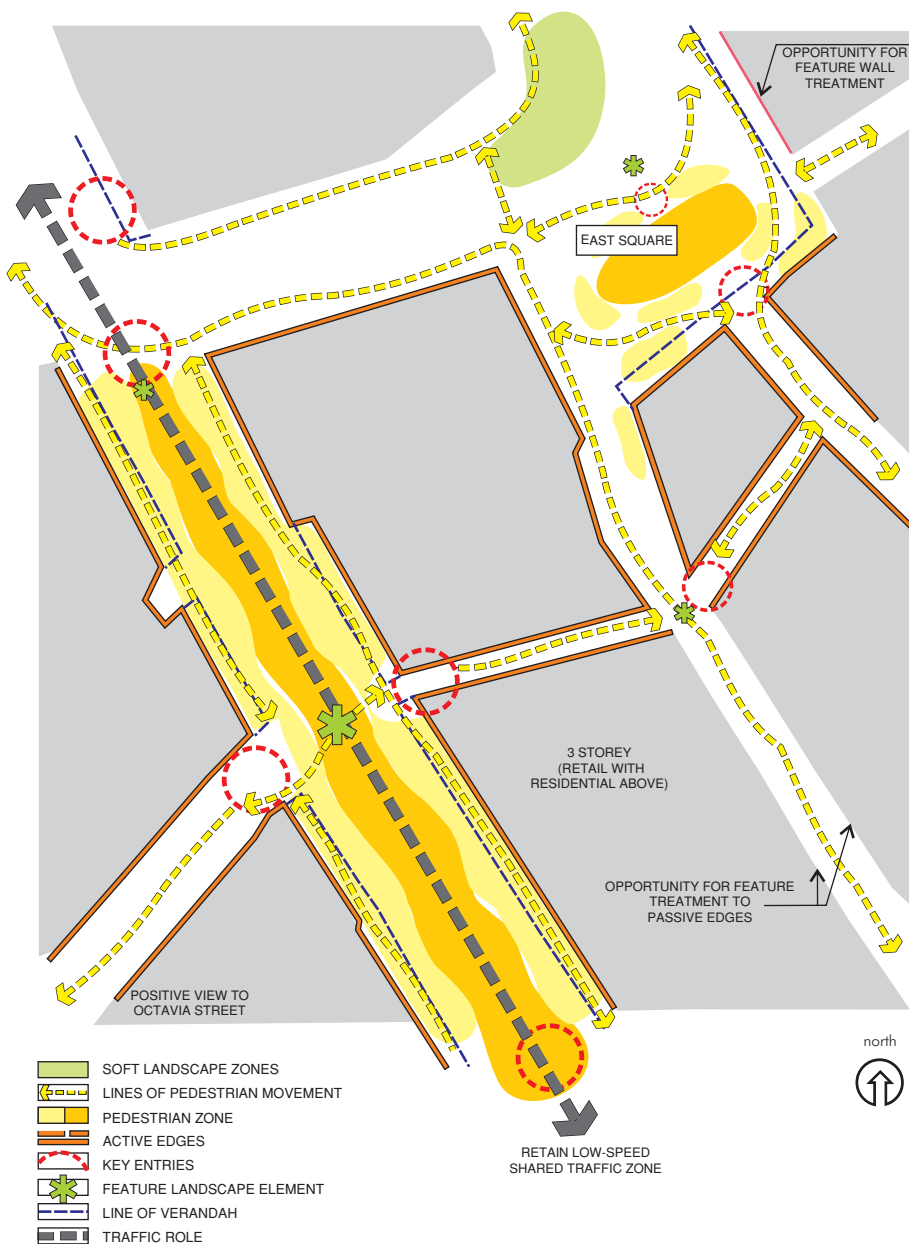 OPPORTUNITY FOR
FEATURE WALL
TREATMENT
EAST SQUARE
3 STOREY
(RETAIL WITH
RESIDENTIAL ABOVE)
OPPORTUNITY FOR FEATURE
TREATMENT TO
PASSIVE EDGES
POSITIVE VIEW TO
OCTAVIA STREET
north
SOFT LANDSCAPE ZONES
LINES OF PEDESTRIAN MOVEMENT
PEDESTRIAN ZONE
ACTIVE EDGES
KEY ENTRIES
FEATURE LANDSCAPE ELEMENT
LINE OF VERANDAH
TRAFFIC ROLE
RETAIN LOW-SPEED
SHARED TRAFFIC ZONE